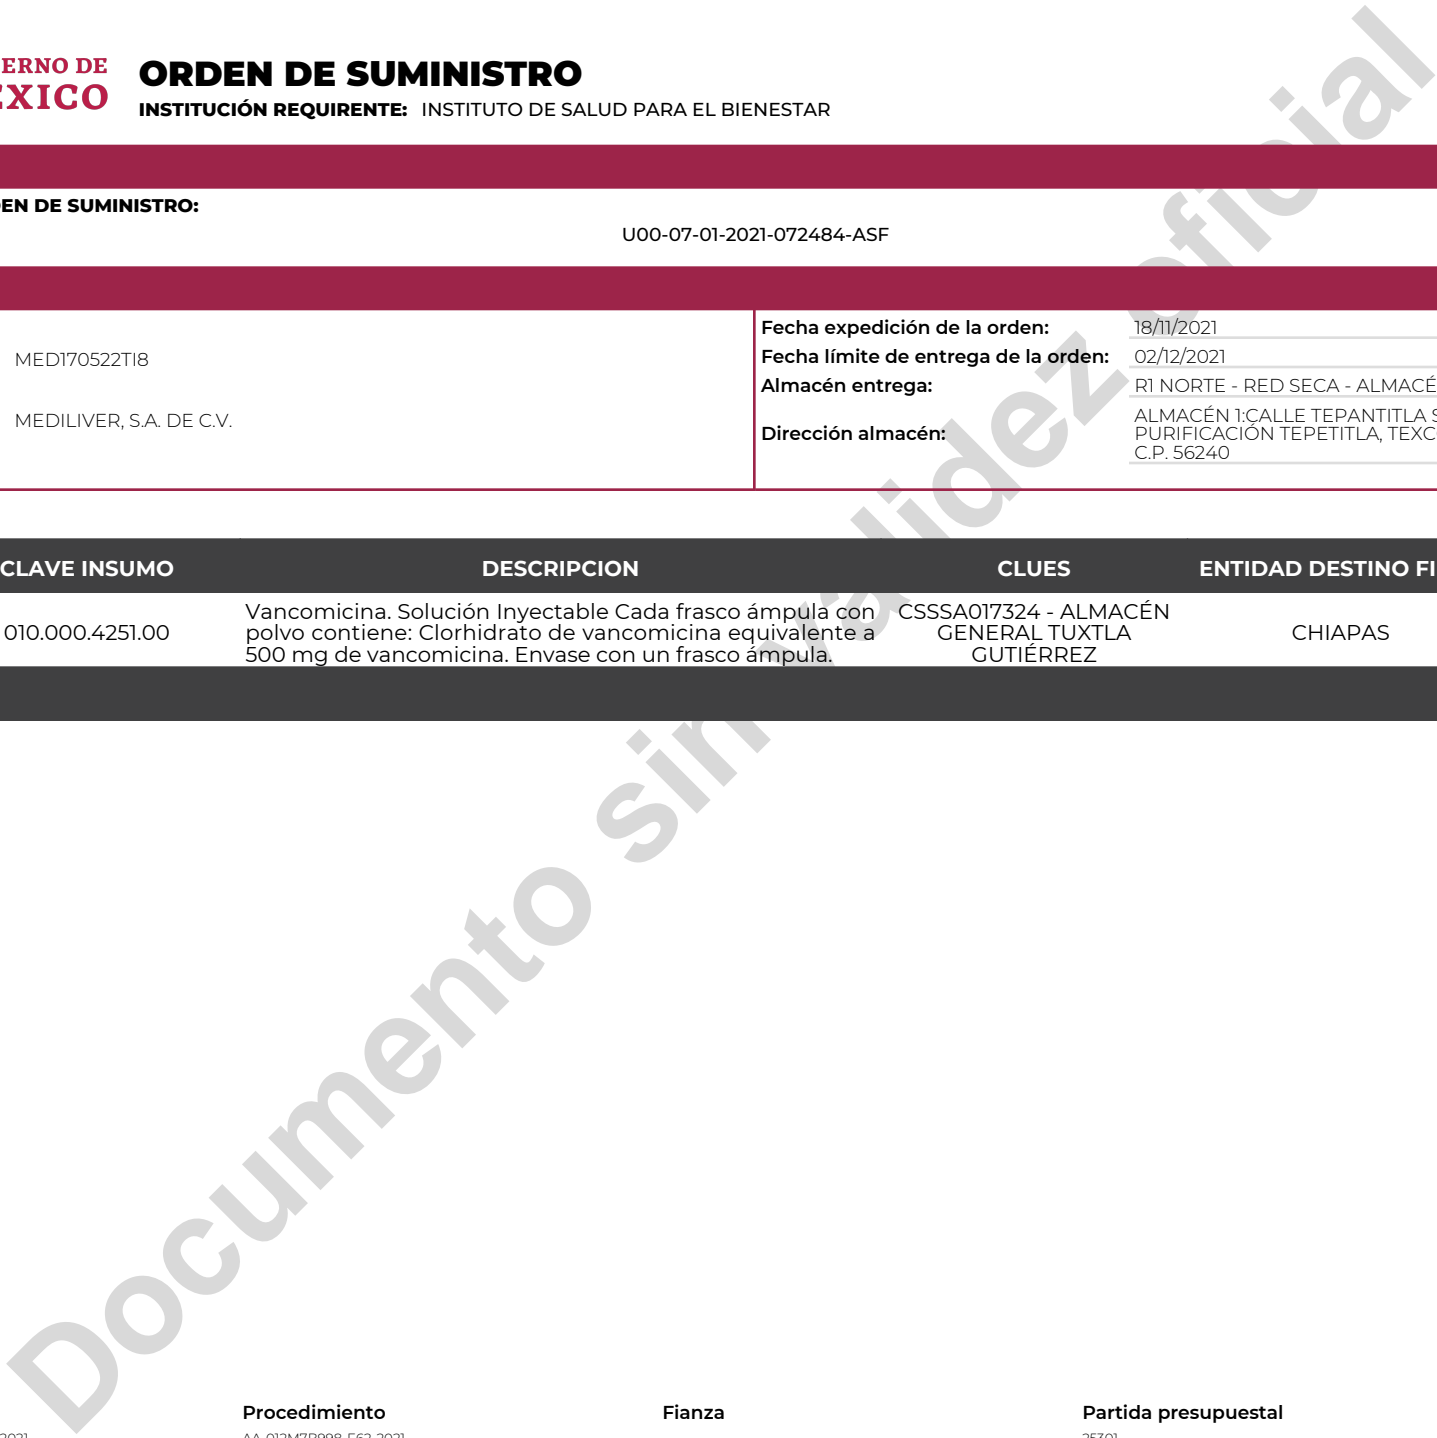 ERNO DE
EXICO
ORDEN DE SUMINISTRO
INSTITUCIÓN REQUIRENTE: INSTITUTO DE SALUD PARA EL BIENESTAR
EN DE SUMINISTRO:
U00-07-01-2021-072484-ASF
MED170522TI8
MEDILIVER, S.A. DE C.V.
Fecha expedición de la orden: 18/11/2021
Fecha límite de entrega de la orden: 02/12/2021
Almacén entrega: R1 NORTE - RED SECA - ALMACÉ
Dirección almacén: ALMACÉN 1:CALLE TEPANTITLA S
PURIFICACIÓN TEPETITLA, TEXC
C.P. 56240
CLAVE INSUMO DESCRIPCION CLUES ENTIDAD DESTINO FI
010.000.4251.00
Vancomicina. Solución Inyectable Cada frasco ámpula con
polvo contiene: Clorhidrato de vancomicina equivalente a
500 mg de vancomicina. Envase con un frasco ámpula.
CSSSA017324 - ALMACÉN
GENERAL TUXTLA
GUTIÉRREZ
CHIAPAS
Documento sin validez oficial
Procedimiento Fianza Partida presupuestal